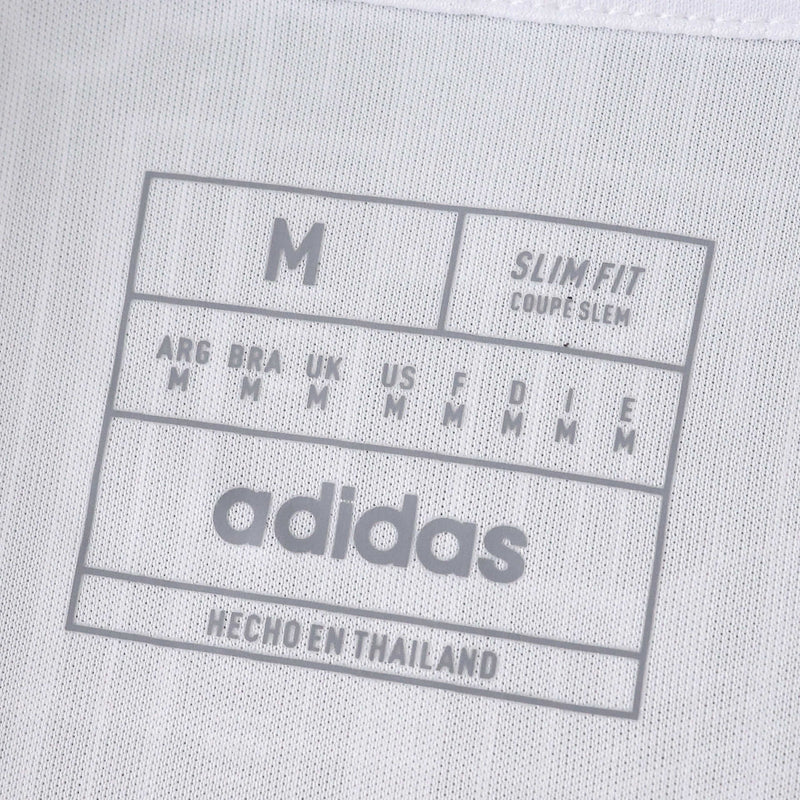 M
SLIM FIT
COUPE SLEM
ARG BRA UK US F D I E
M M M M M M M M
adidas
HECHO EN THAILAND